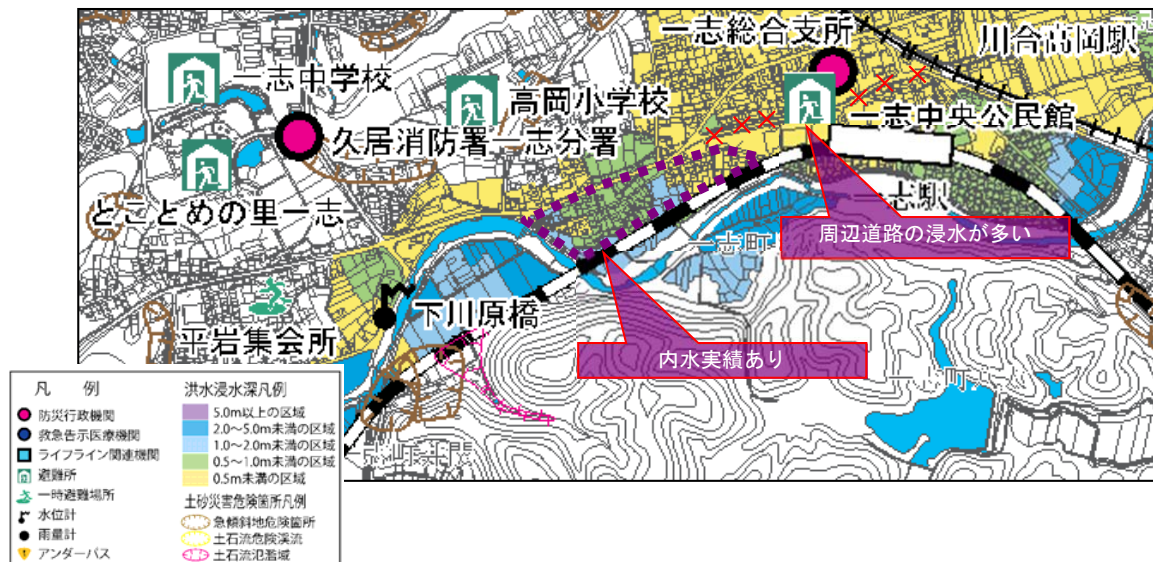 一志総合支所
川合高岡駅
一志中学校
高岡小学校
一志中央公民館
久居消防署一志分署
とことめの里一志
一志駅
周辺道路の浸水が多い
一志町
下川原橋
平岩集会所
内水実績あり
凡 例
防災行政機関
救急告示医療機関
ライフライン関連機関
避難所
一時避難場所
水位計
雨量計
アンダーパス
洪水浸水深凡例
5.0m以上の区域
2.0～5.0m未満の区域
1.0～2.0m未満の区域
0.5～1.0m未満の区域
0.5m未満の区域
土砂災害危険箇所凡例
急傾斜地危険箇所
土石流危険渓流
土石流氾濫域